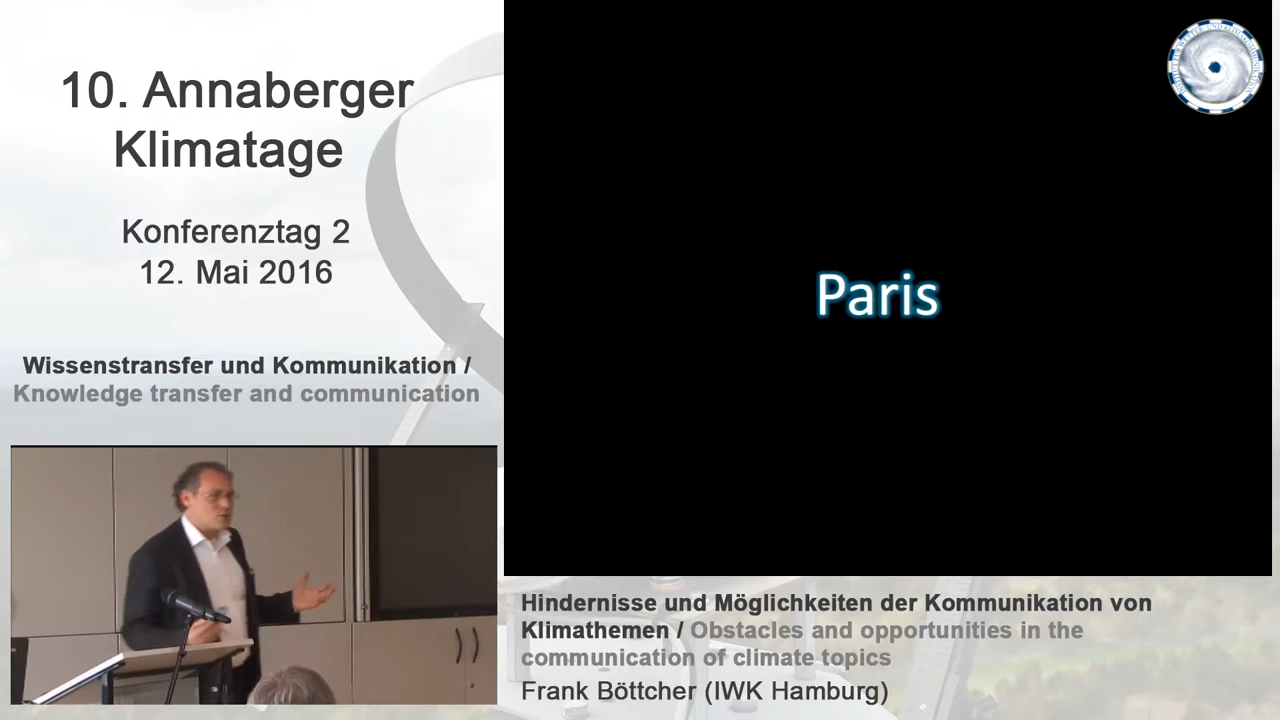 10. Annaberger
Klimatage
Konferenztag 2
12. Mai 2016
Wissenstransfer und Kommunikation /
Knowledge transfer and communication
Paris
Hindernisse und Möglichkeiten der Kommunikation von
Klimathemen / Obstacles and opportunities in the
communication of climate topics
Frank Böttcher (IWK Hamburg)